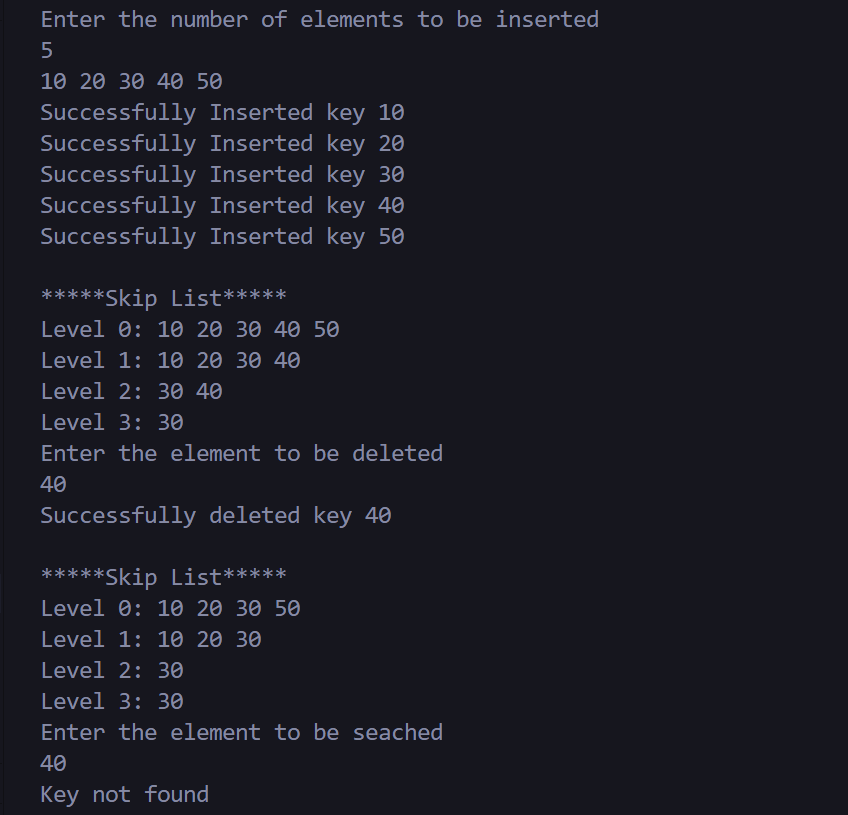 Enter the number of elements to be inserted
5
10 20 30 40 50
Successfully Inserted key 10
Successfully Inserted key 20
Successfully Inserted key 30
Successfully Inserted key 40
Successfully Inserted key 50
*****Skip List*****
Level 0: 10 20 30 40 50
Level 1: 10 20 30 40
Level 2: 30 40
Level 3: 30
Enter the element to be deleted
40
Successfully deleted key 40
*****Skip List*****
Level 0: 10 20 30 50
Level 1: 10 20 30
Level 2: 30
Level 3: 30
Enter the element to be seached
40
Key not found